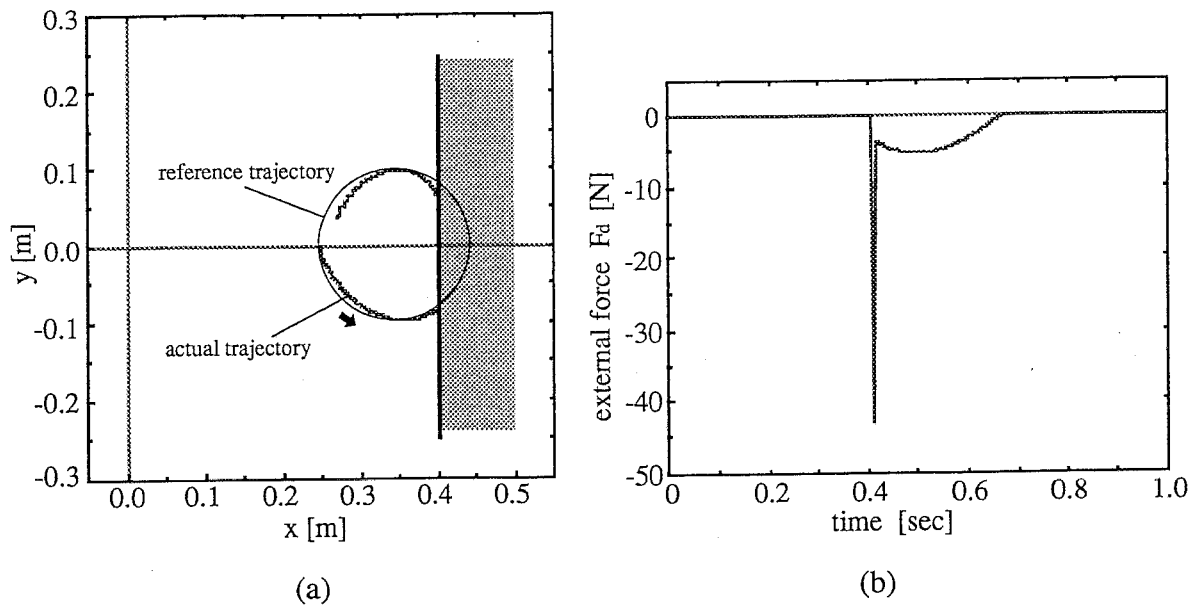 0.3
0.2
0.1
0.0
-0.1
-0.2
-0.3
y [m]
reference trajectory
actual trajectory
0.0 0.1 0.2 0.3 0.4 0.5
x [m]
(a)
0
-10
-20
-30
-40
-50
external force Fd [N]
0 0.2 0.4 0.6 0.8 1.0
time [sec]
(b)